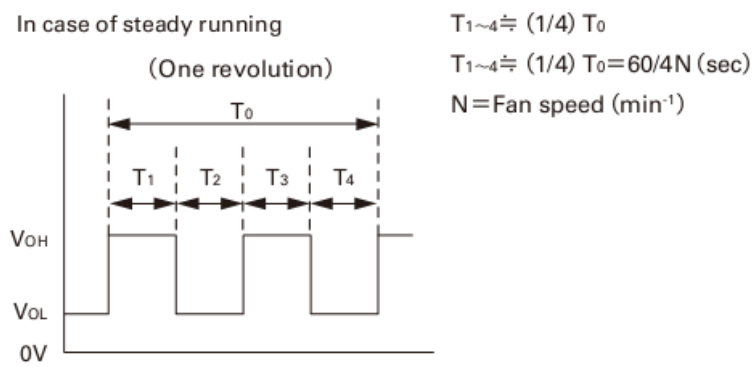 In case of steady running
(One revolution)
T₀
T₁ T₂ T₃ T₄
VOH
VOL
0V
T₁~₄≒ (1/4) T₀
T₁~₄≒ (1/4) T₀=60/4N (sec)
N=Fan speed (min⁻¹)